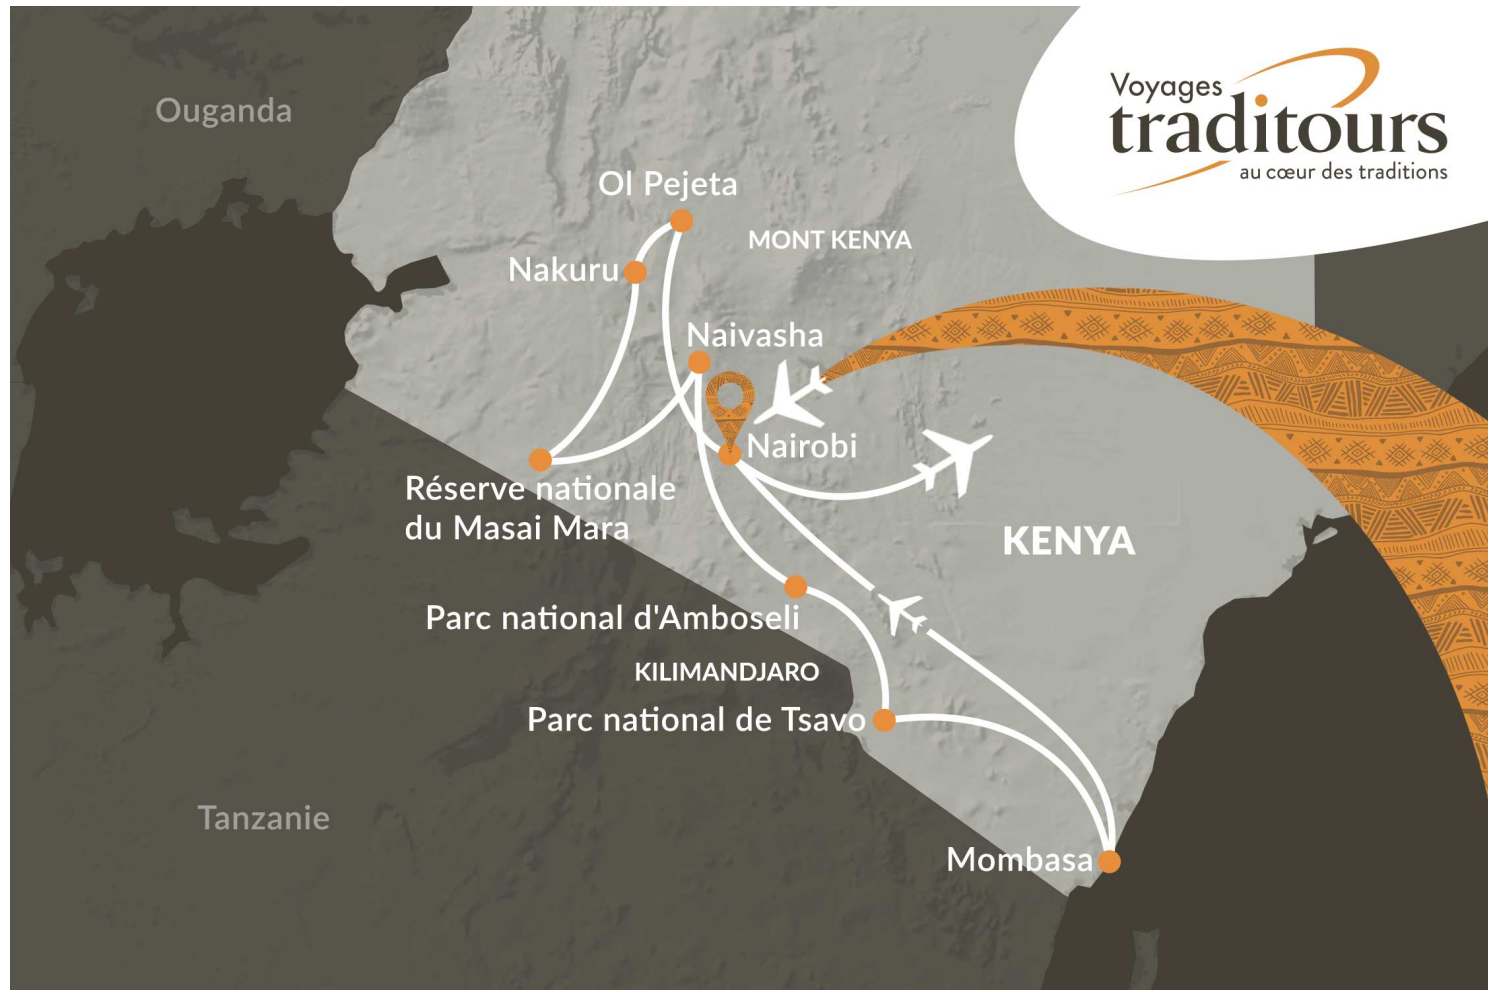 Voyages
traditours
au cœur des traditions
Ouganda
Ol Pejeta
MONT KENYA
Nakuru
Naivasha
Nairobi
Réserve nationale
du Masai Mara
KENYA
Parc national d'Amboseli
KILIMANDJARO
Parc national de Tsavo
Tanzanie
Mombasa